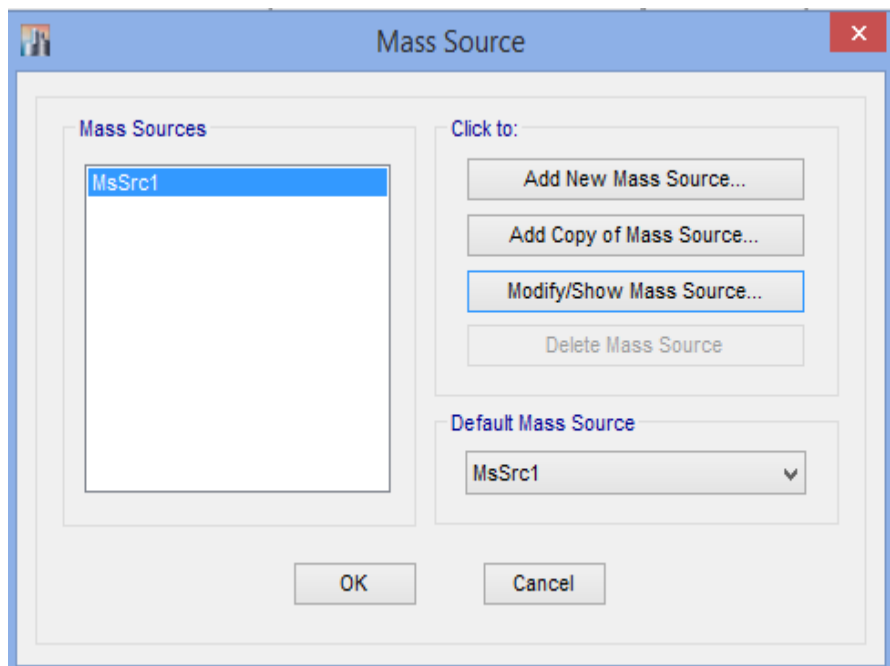 Mass Source
Mass Sources
MsSrc1
Click to:
Add New Mass Source...
Add Copy of Mass Source...
Modify/Show Mass Source...
Delete Mass Source
Default Mass Source
MsSrc1
OK
Cancel